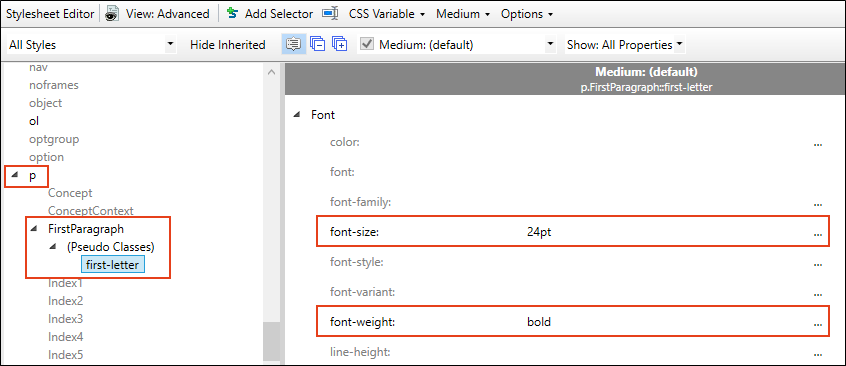 Stylesheet Editor View: Advanced Add Selector CSS Variable Medium Options
All Styles Hide Inherited Medium: (default) Show: All Properties
nav
noframes
object
ol
optgroup
option
p
Concept
ConceptContext
FirstParagraph
(Pseudo Classes)
first-letter
Index1
Index2
Index3
Index4
Index5
Medium: (default)
p.FirstParagraph::first-letter
Font
color: ...
font:
font-family: ...
font-size: 24pt ...
font-style: ...
font-variant: ...
font-weight: bold ...
line-height: ...